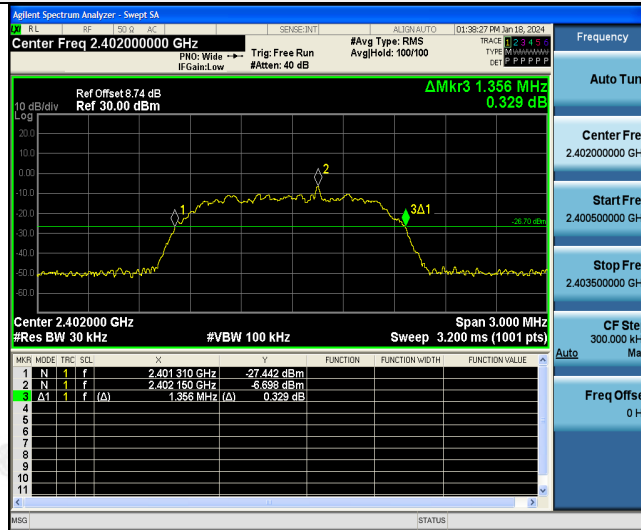 Agilent Spectrum Analyzer - Swept SA
LXI RL RF 50 Ω AC SENSE:INT ALIGN AUTO 01:38:27 PM Jan 18, 2024
Center Freq 2.402000000 GHz
PNO: Wide
IFGain:Low
Trig: Free Run
#Atten: 40 dB
#Avg Type: RMS
Avg|Hold: 100/100
TRACE 1 2 3 4 5 6
TYPE M
DET P P P P P P
Ref Offset 8.74 dB
Ref 30.00 dBm
10 dB/div
Log
ΔMkr3 1.356 MHz
0.329 dB
20.0
10.0
0.00
-10.0
-20.0
-30.0
-40.0
-50.0
-60.0
1
2
3Δ1
-26.70 dBm
Center 2.402000 GHz
Span 3.000 MHz
#Res BW 30 kHz
#VBW 100 kHz
Sweep 3.200 ms (1001 pts)
MKR MODE TRC SCL X Y FUNCTION FUNCTION WIDTH FUNCTION VALUE
1 N 1 f 2.401 310 GHz -27.442 dBm
2 N 1 f 2.402 150 GHz -6.698 dBm
3 Δ1 1 f (Δ) 1.356 MHz (Δ) 0.329 dB
4
5
6
7
8
9
10
11
MSG
STATUS
Frequency
Auto Tun
Center Fre
2.402000000 GH
Start Fre
2.400500000 GH
Stop Fre
2.403500000 GH
CF Ste
300.000 kH
Auto Ma
Freq Offse
0 H